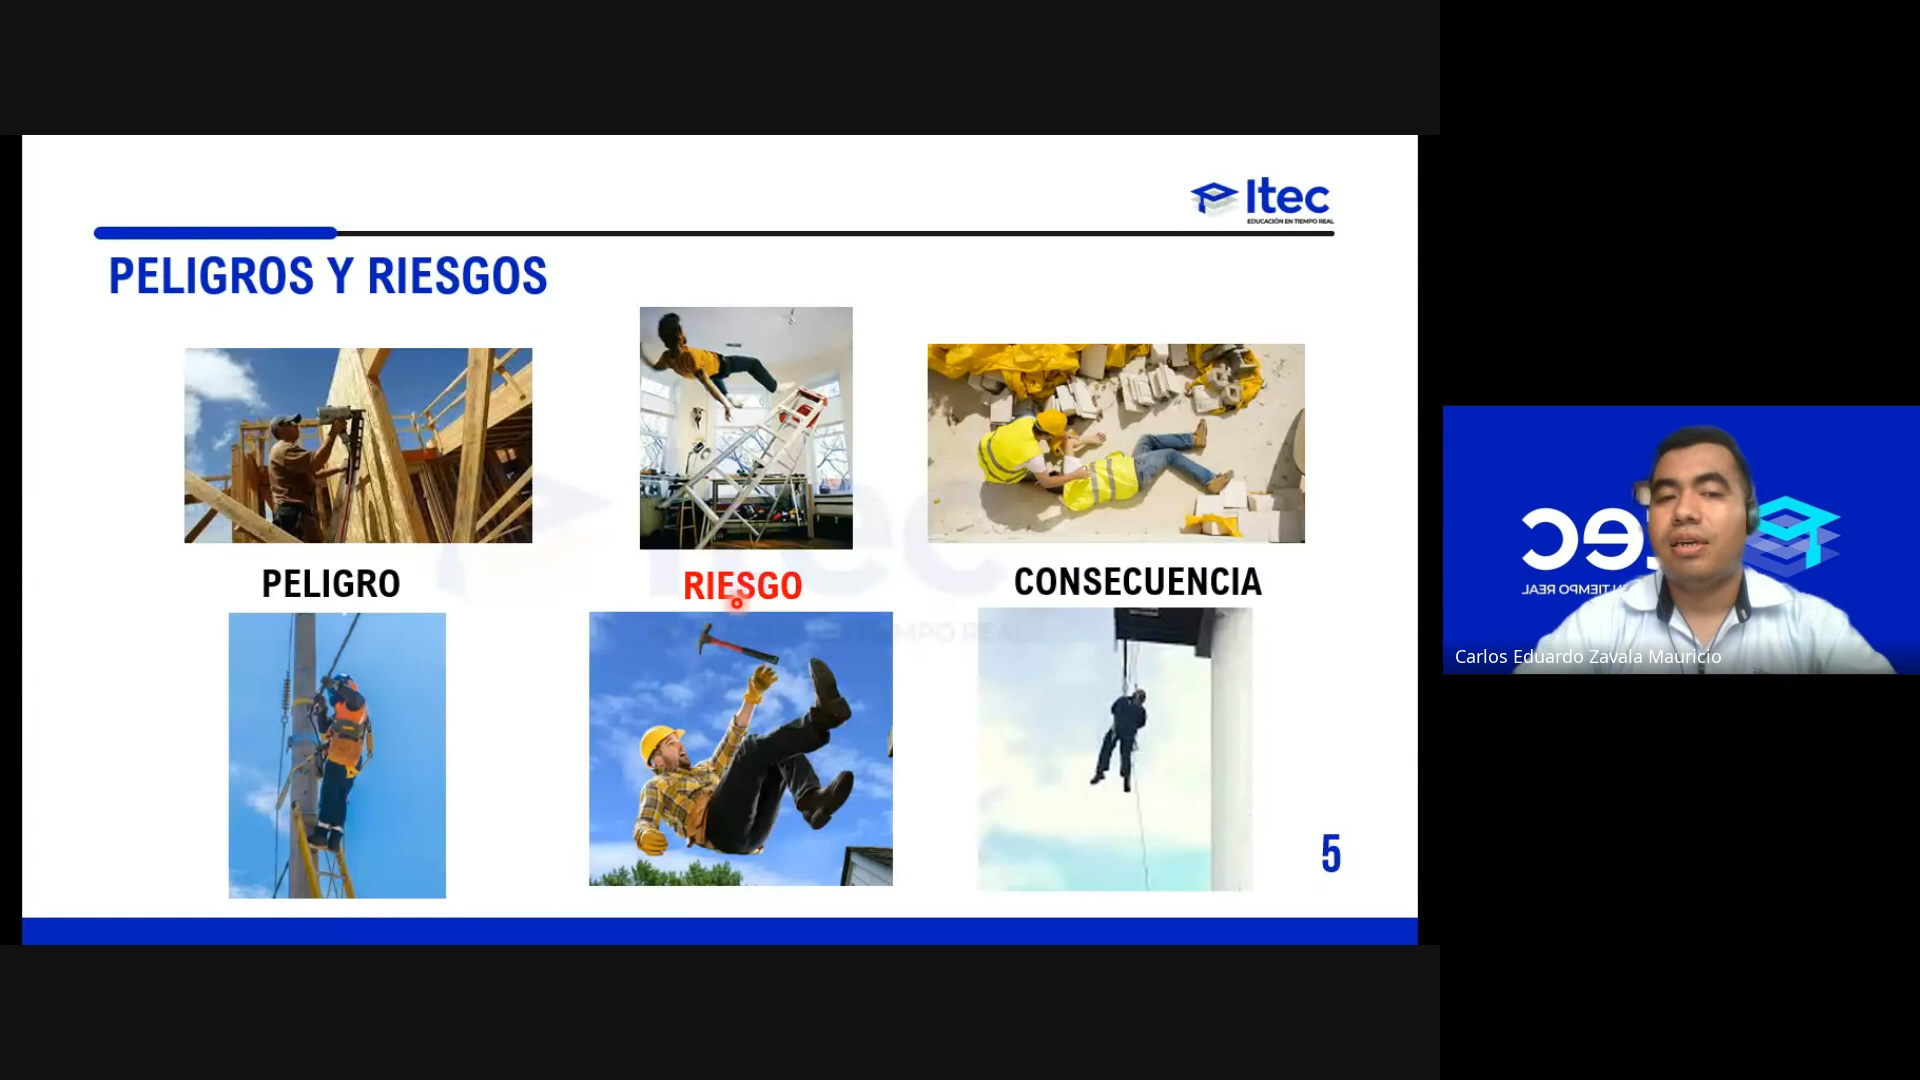 Itec
EDUCACIÓN EN TIEMPO REAL
PELIGROS Y RIESGOS
PELIGRO
RIESGO
CONSECUENCIA
5
Carlos Eduardo Zavala Mauricio